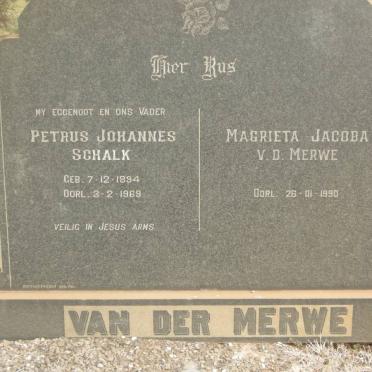 Hier Rus
MY EGGENOOT EN ONS VADER
PETRUS JOHANNES
SCHALK
GEB. 7-12-1894
OORL. 3-2-1969
VEILIG IN JESUS ARMS
MAGRIETA JACOBA
V.D. MERWE
OORL. 26-01-1990
VAN DER MERWE